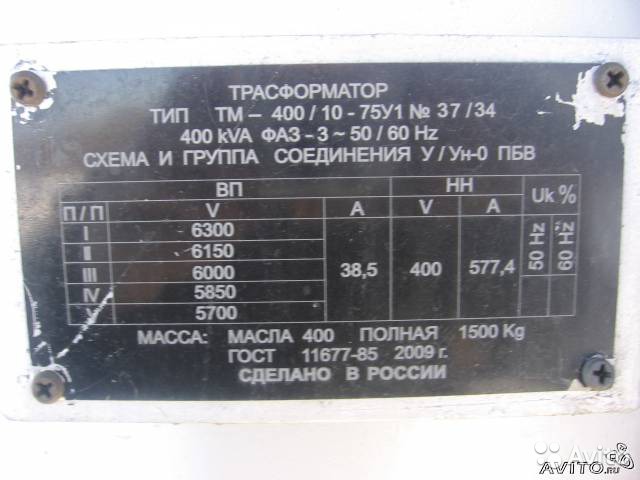 ТРАСФОРМАТОР
ТИП ТМ – 400 / 10 - 75У1 № 37 / 34
400 kVA ФАЗ - 3 ~ 50 / 60 Hz
СХЕМА И ГРУППА СОЕДИНЕНИЯ У / Ун-0 ПБВ
ВП НН Uk %
П / П V A V A 50 Hz 60 Hz
I 6300
II 6150
III 6000 38,5 400 577,4
IV 5850
V 5700
МАССА: МАСЛА 400 ПОЛНАЯ 1500 Kg
ГОСТ 11677-85 2009 г.
СДЕЛАНО В РОССИИ
Avito
AVITO.ru